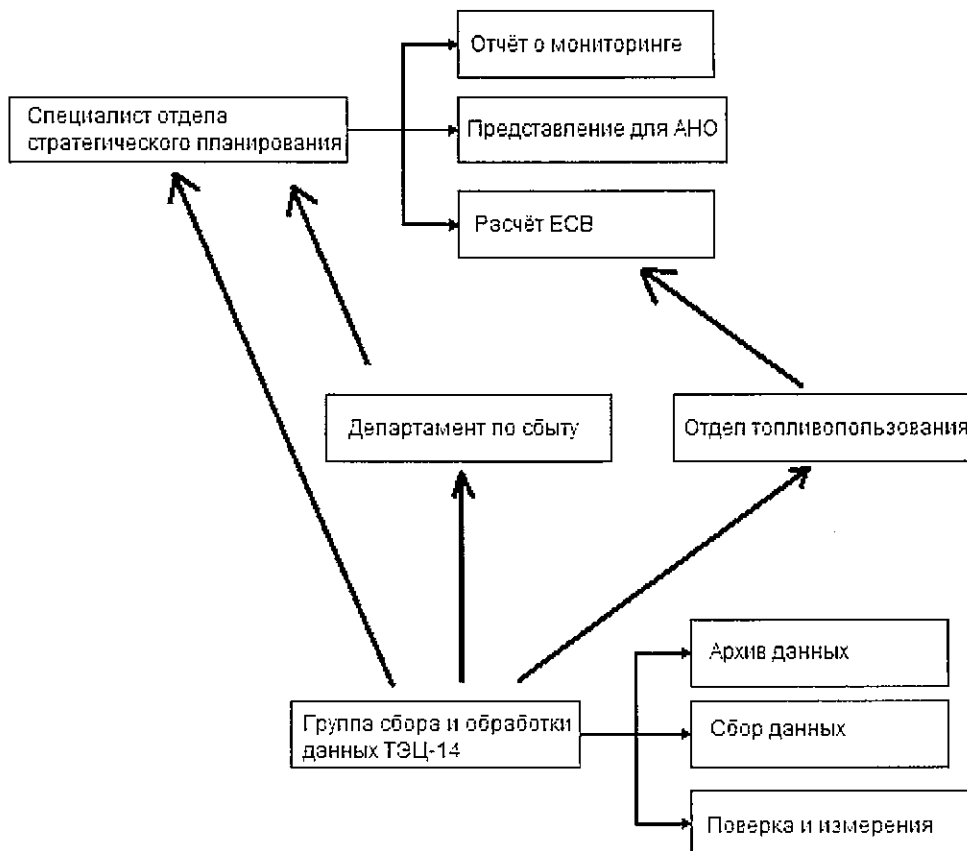 Отчёт о мониторинге
Специалист отдела
стратегического планирования
Представление для АНО
Расчёт ЕСВ
Департамент по сбыту
Отдел топливопользования
Архив данных
Группа сбора и обработки
данных ТЭЦ-14
Сбор данных
Поверка и измерения